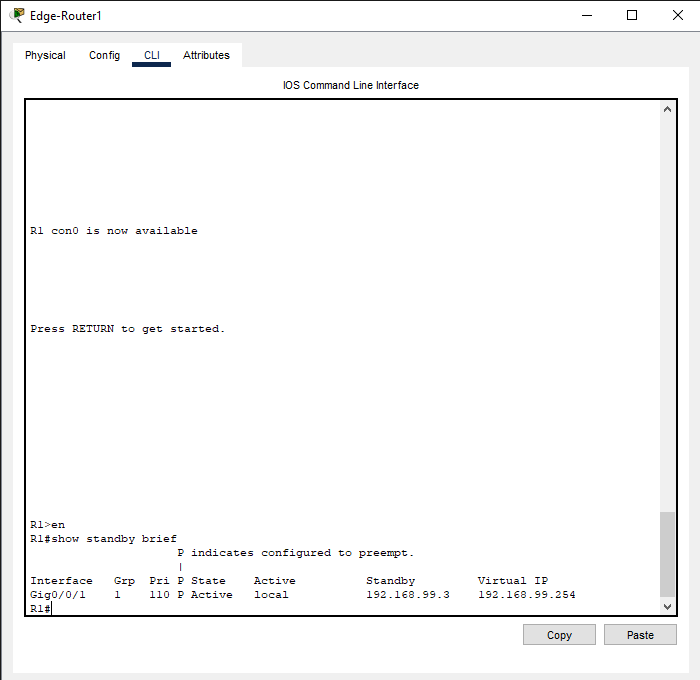 Edge-Router1
Physical Config CLI Attributes
IOS Command Line Interface
R1 con0 is now available
Press RETURN to get started.
R1>en
R1#show standby brief
                     P indicates configured to preempt.
                     |
Interface   Grp  Pri P State    Active          Standby         Virtual IP
Gig0/0/1    1    110 P Active   local           192.168.99.3    192.168.99.254
R1#
Copy Paste